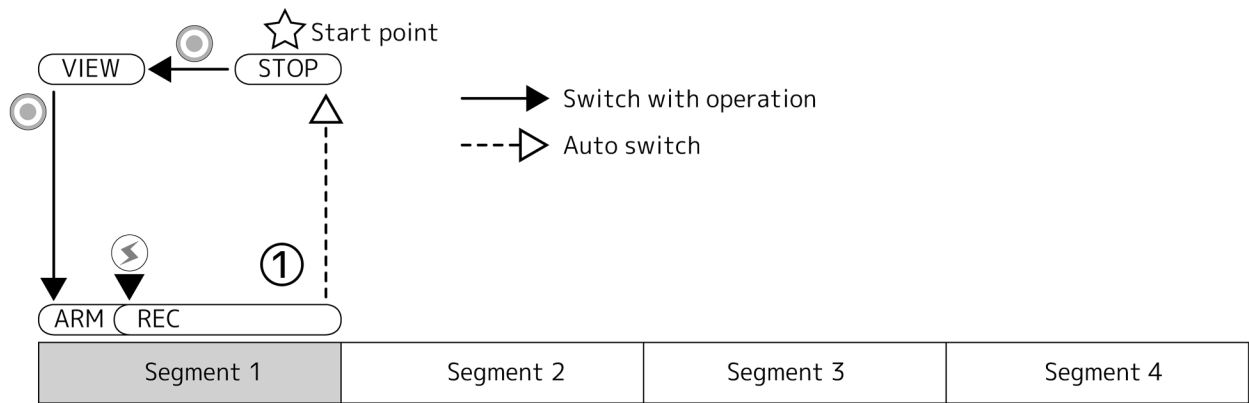 Start point
VIEW
STOP
Switch with operation
Auto switch
①
ARM
REC
Segment 1
Segment 2
Segment 3
Segment 4